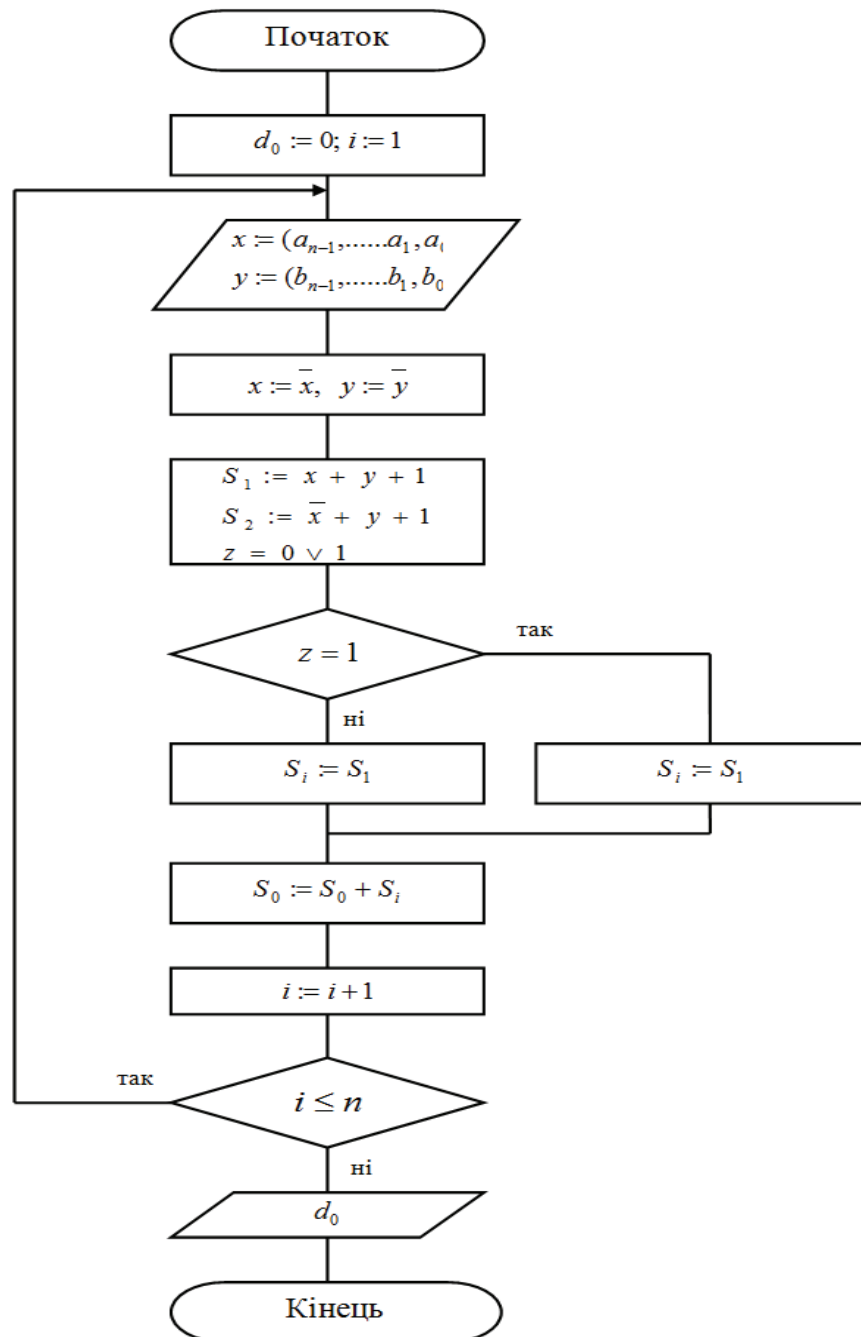 Початок
d₀ := 0; i := 1
x := (aₙ₋₁,......a₁, a₀
y := (bₙ₋₁,......b₁, b₀
x := x̅, y := y̅
S₁ := x + y + 1
S₂ := x̅ + y + 1
z = 0 ∨ 1
z = 1
так
ні
Sᵢ := S₁
Sᵢ := S₁
S₀ := S₀ + Sᵢ
i := i + 1
так
i ≤ n
ні
d₀
Кінець